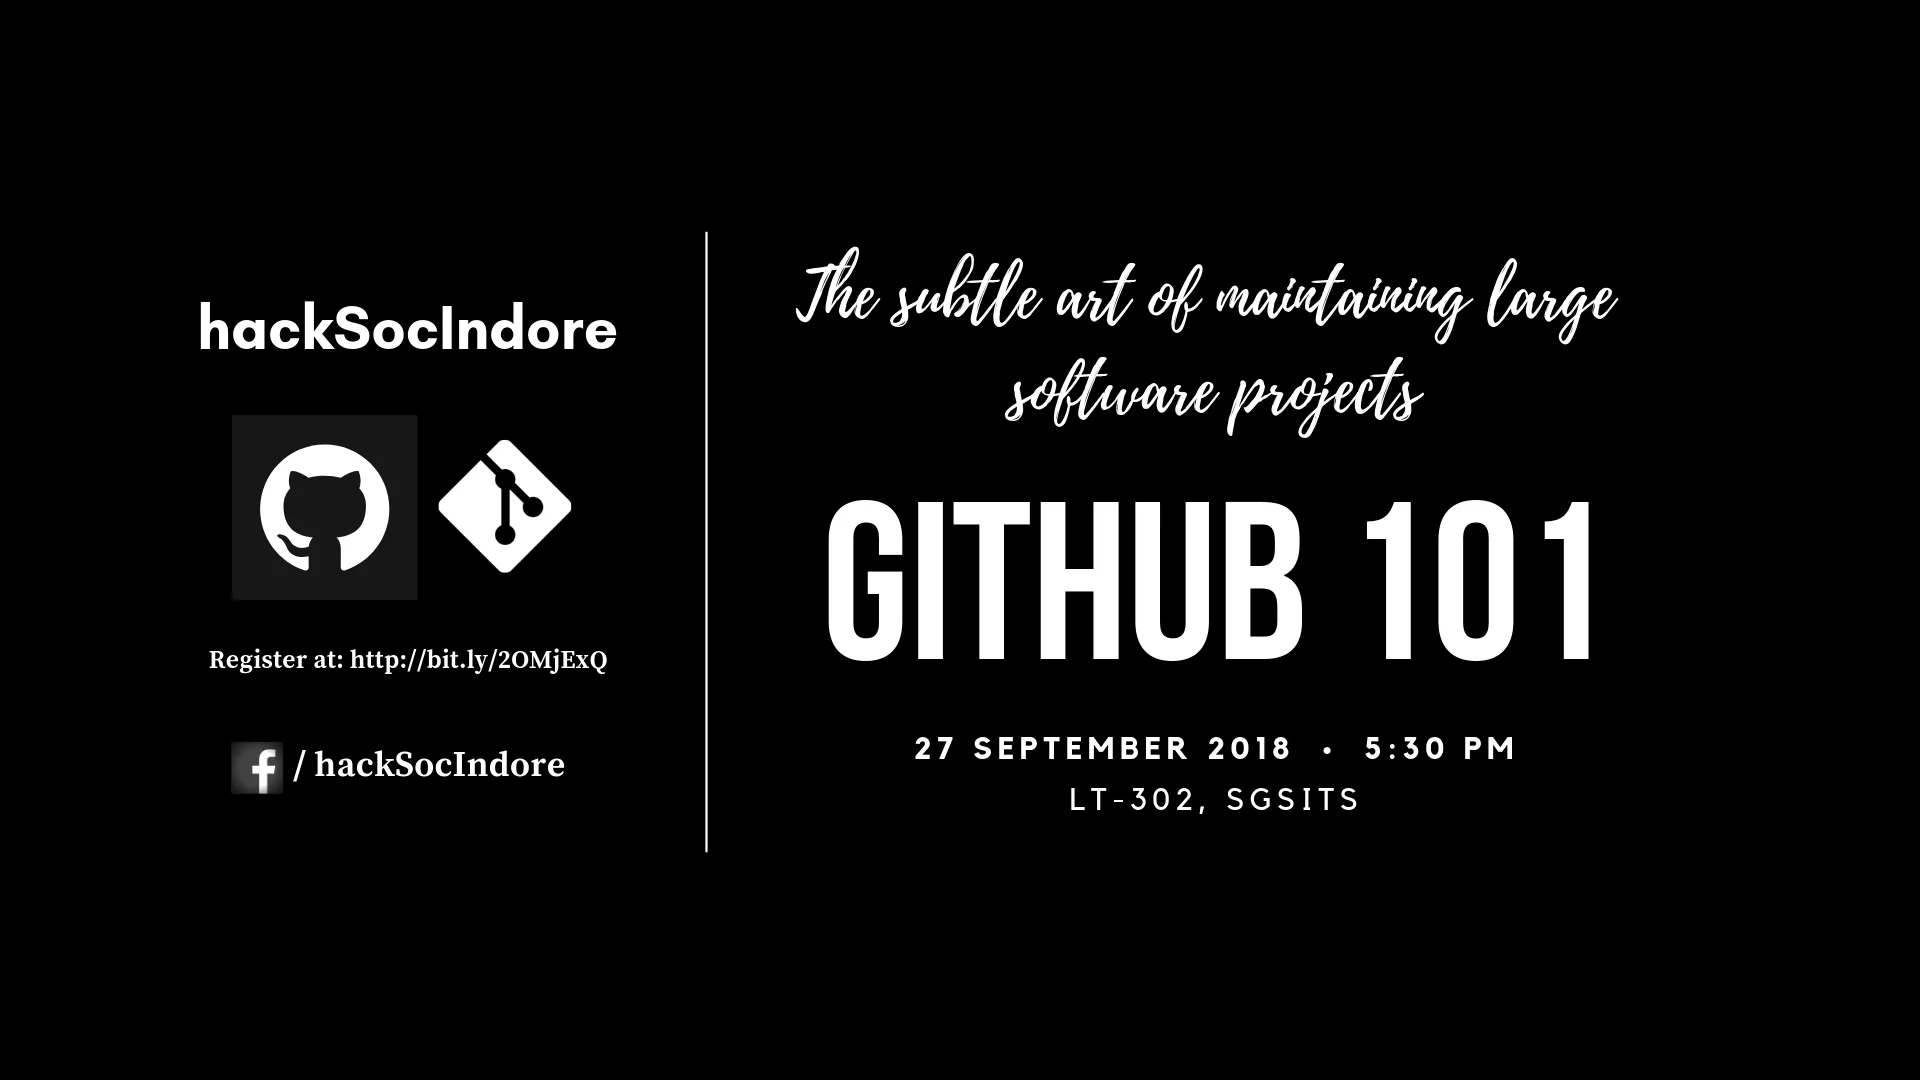 hackSocIndore
Register at: http://bit.ly/2OMjExQ
/ hackSocIndore
The subtle art of maintaining large
software projects
GITHUB 101
27 SEPTEMBER 2018 • 5:30 PM
LT-302, SGSITS